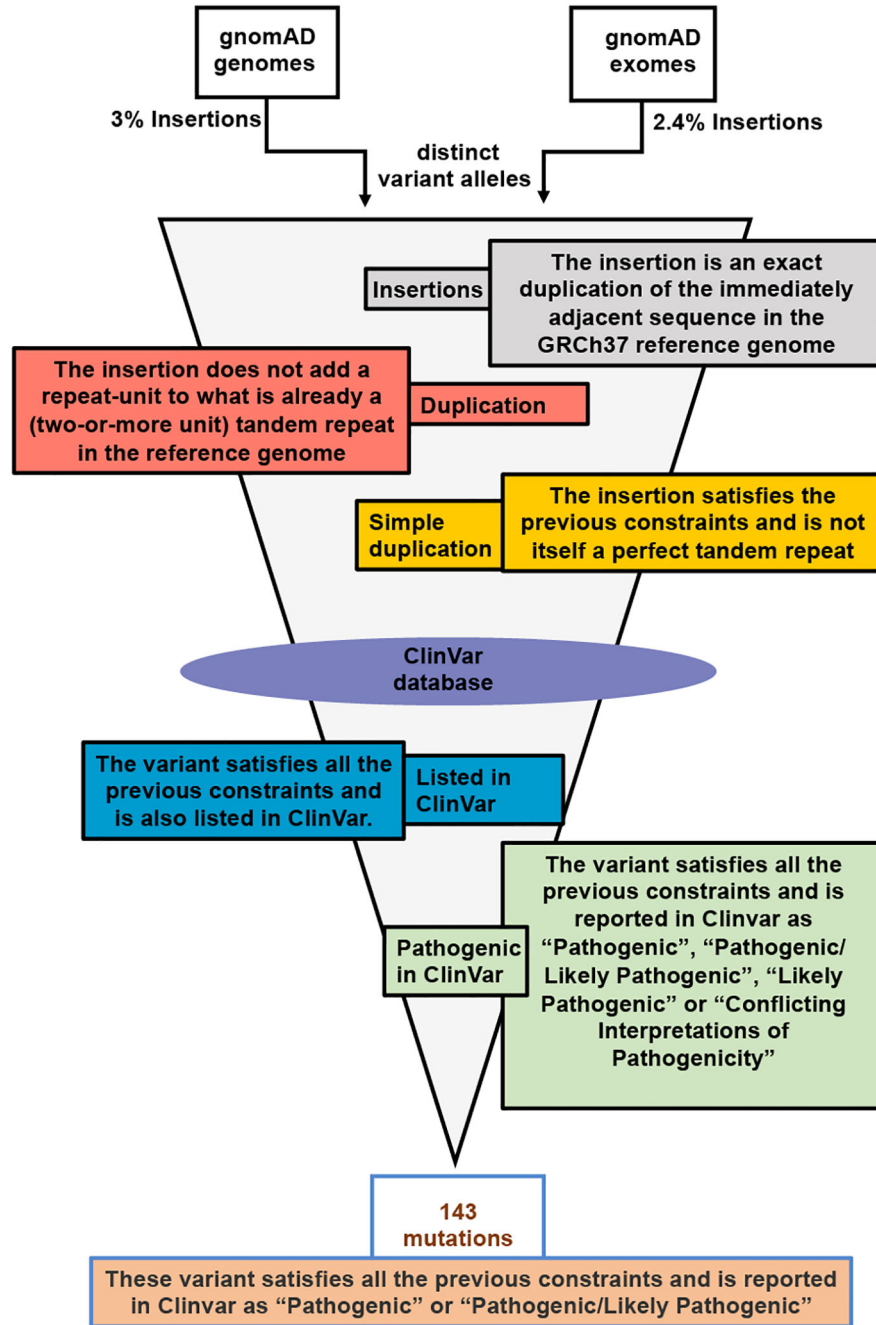 gnomAD
genomes
gnomAD
exomes
3% Insertions
2.4% Insertions
distinct
variant alleles
Insertions
The insertion is an exact
duplication of the immediately
adjacent sequence in the
GRCh37 reference genome
The insertion does not add a
repeat-unit to what is already a
(two-or-more unit) tandem repeat
in the reference genome
Duplication
Simple
duplication
The insertion satisfies the
previous constraints and is not
itself a perfect tandem repeat
ClinVar
database
The variant satisfies all the
previous constraints and
is also listed in ClinVar.
Listed in
ClinVar
Pathogenic
in ClinVar
The variant satisfies all the
previous constraints and is
reported in Clinvar as
“Pathogenic”, “Pathogenic/
Likely Pathogenic”, “Likely
Pathogenic” or “Conflicting
Interpretations of
Pathogenicity”
143
mutations
These variant satisfies all the previous constraints and is reported
in Clinvar as “Pathogenic” or “Pathogenic/Likely Pathogenic”